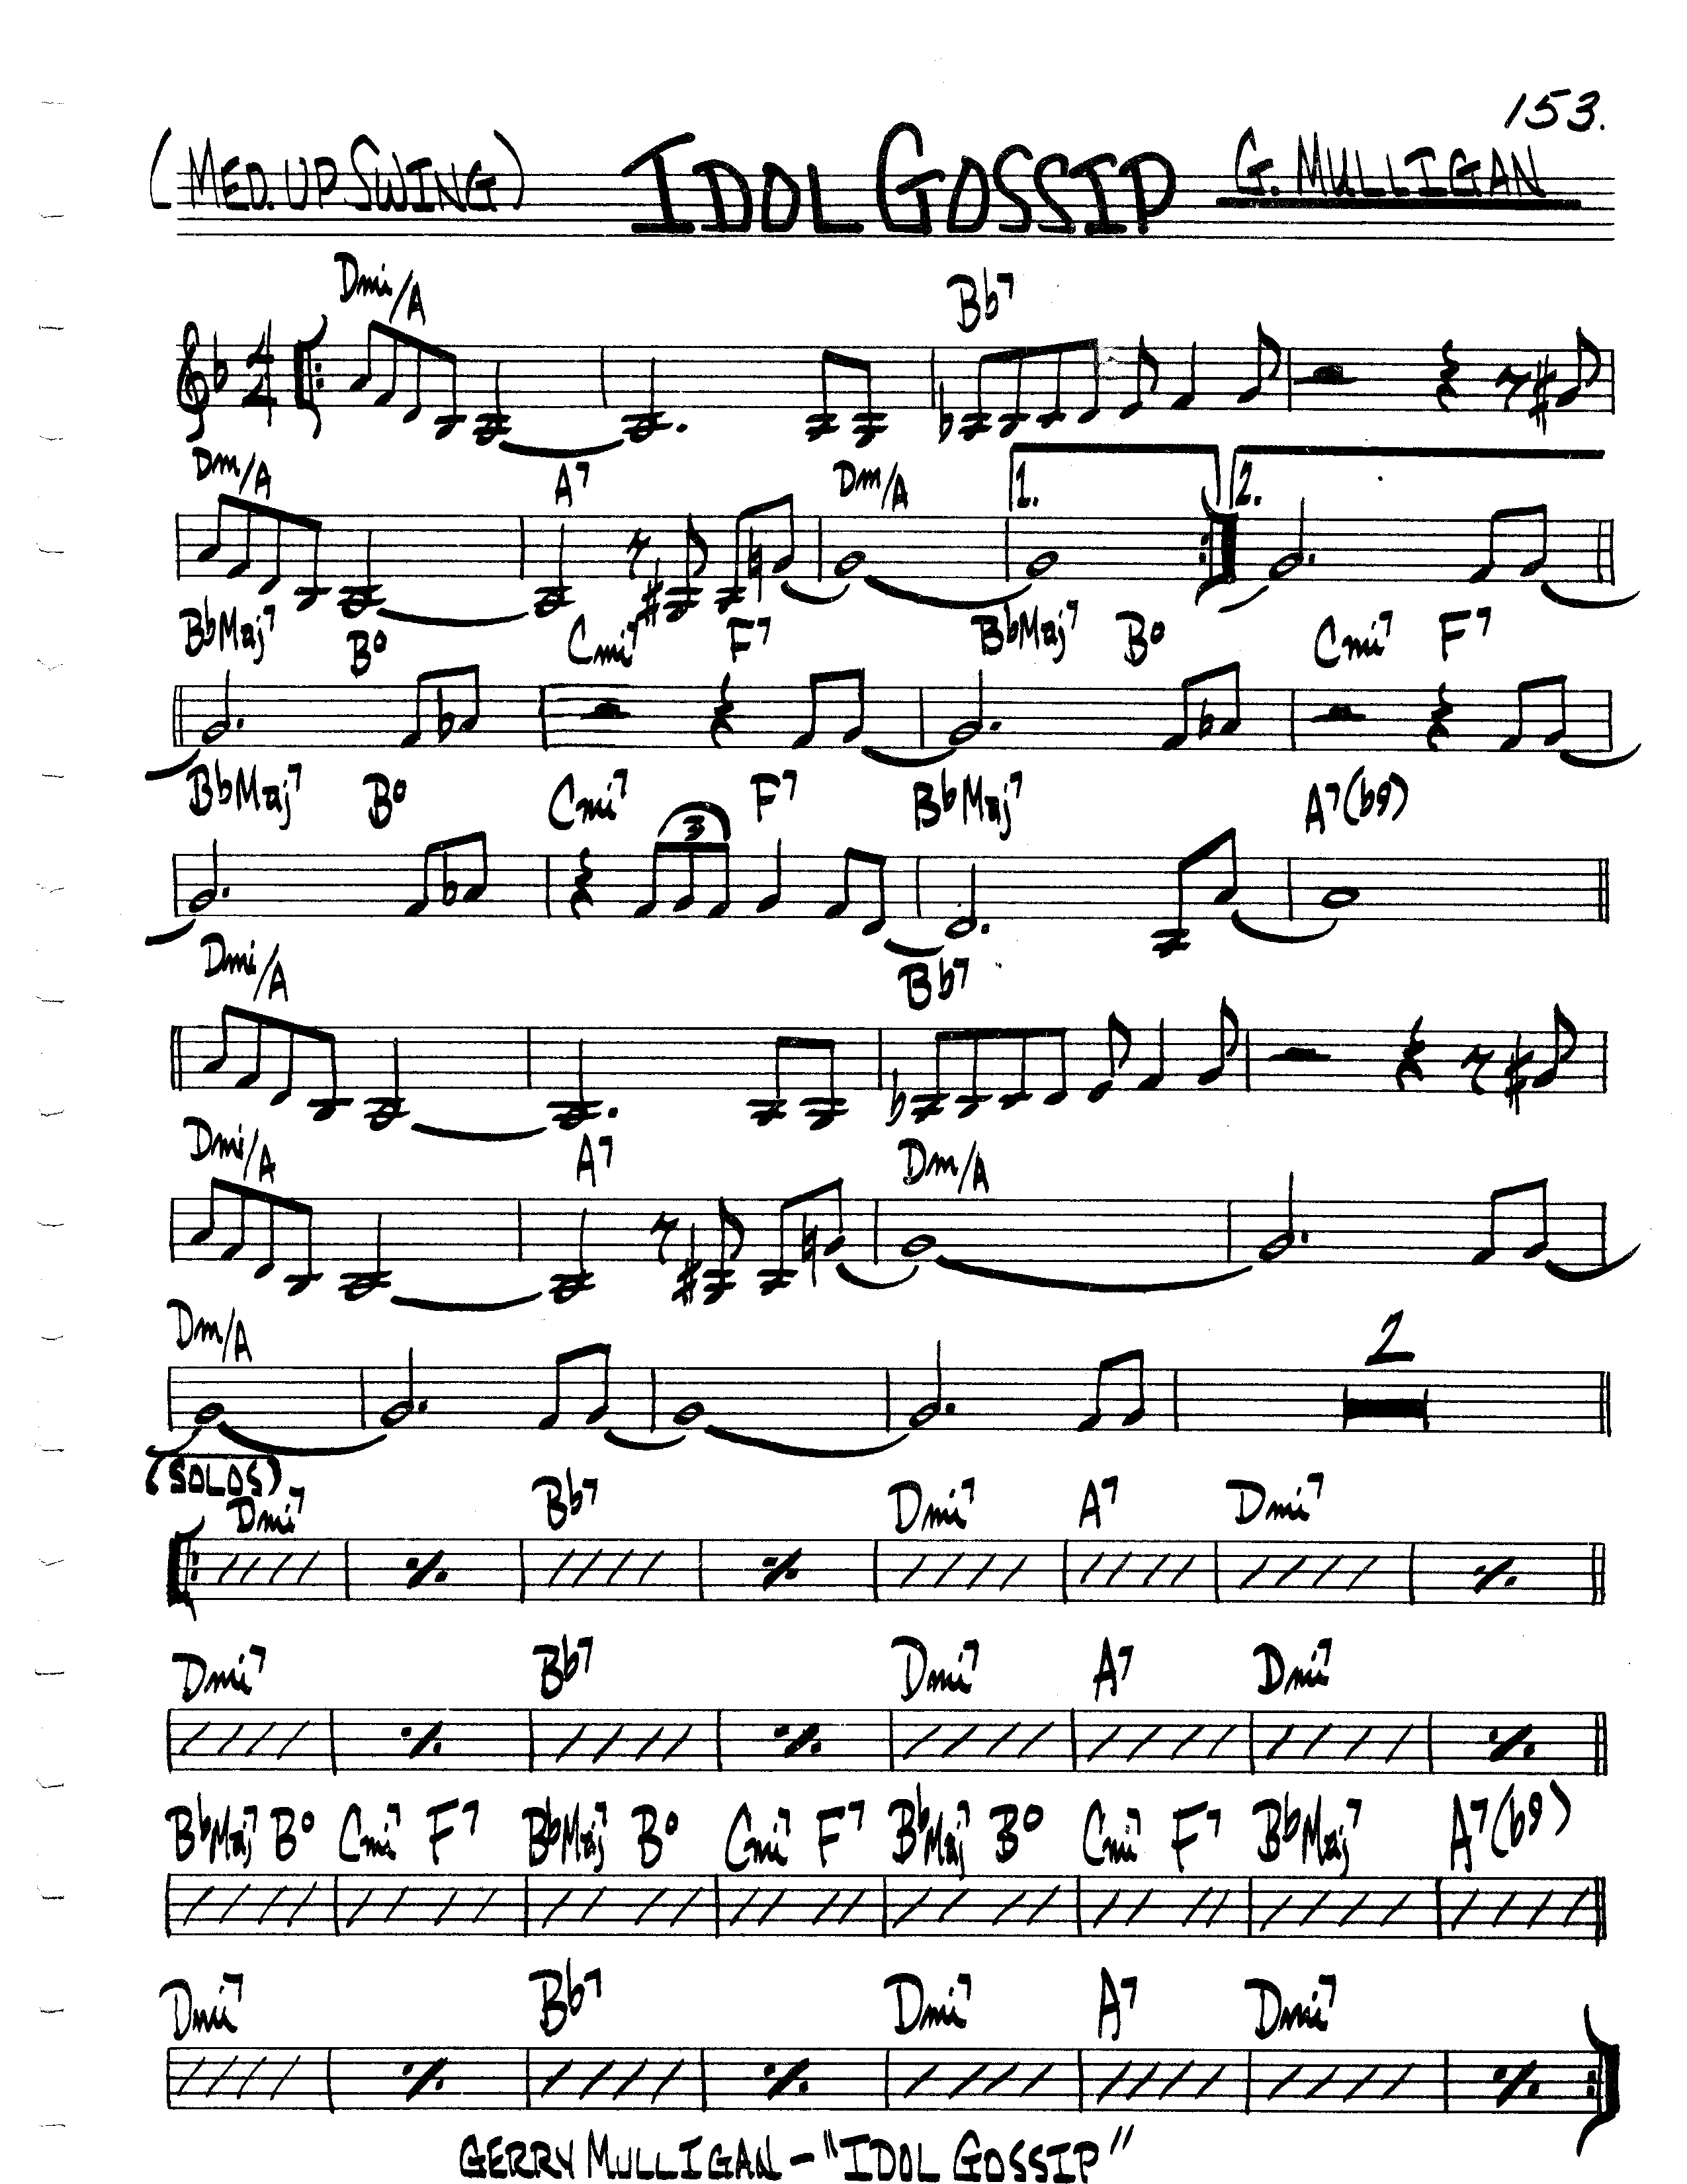 153.
(MED. UP SWING) IDOL GOSSIP G. MULLIGAN
Dmi/A Bb7
4
4
Dm/A A7 Dm/A 1. 2.
BbMaj7 B° Cmi7 F7 BbMaj7 B° Cmi7 F7
BbMaj7 B° Cmi7 F7 BbMaj7 A7(b9)
3
Dmi/A Bb7
Dmi/A A7 Dm/A
Dm/A 2
(SOLOS)
Dmi7 Bb7 Dmi7 A7 Dmi7
Dmi7 Bb7 Dmi7 A7 Dmi7
BbMaj7 B° Cmi7 F7 BbMaj7 B° Cmi7 F7 BbMaj7 B° Cmi7 F7 BbMaj7 A7(b9)
Dmi7 Bb7 Dmi7 A7 Dmi7
GERRY MULLIGAN - "IDOL GOSSIP"